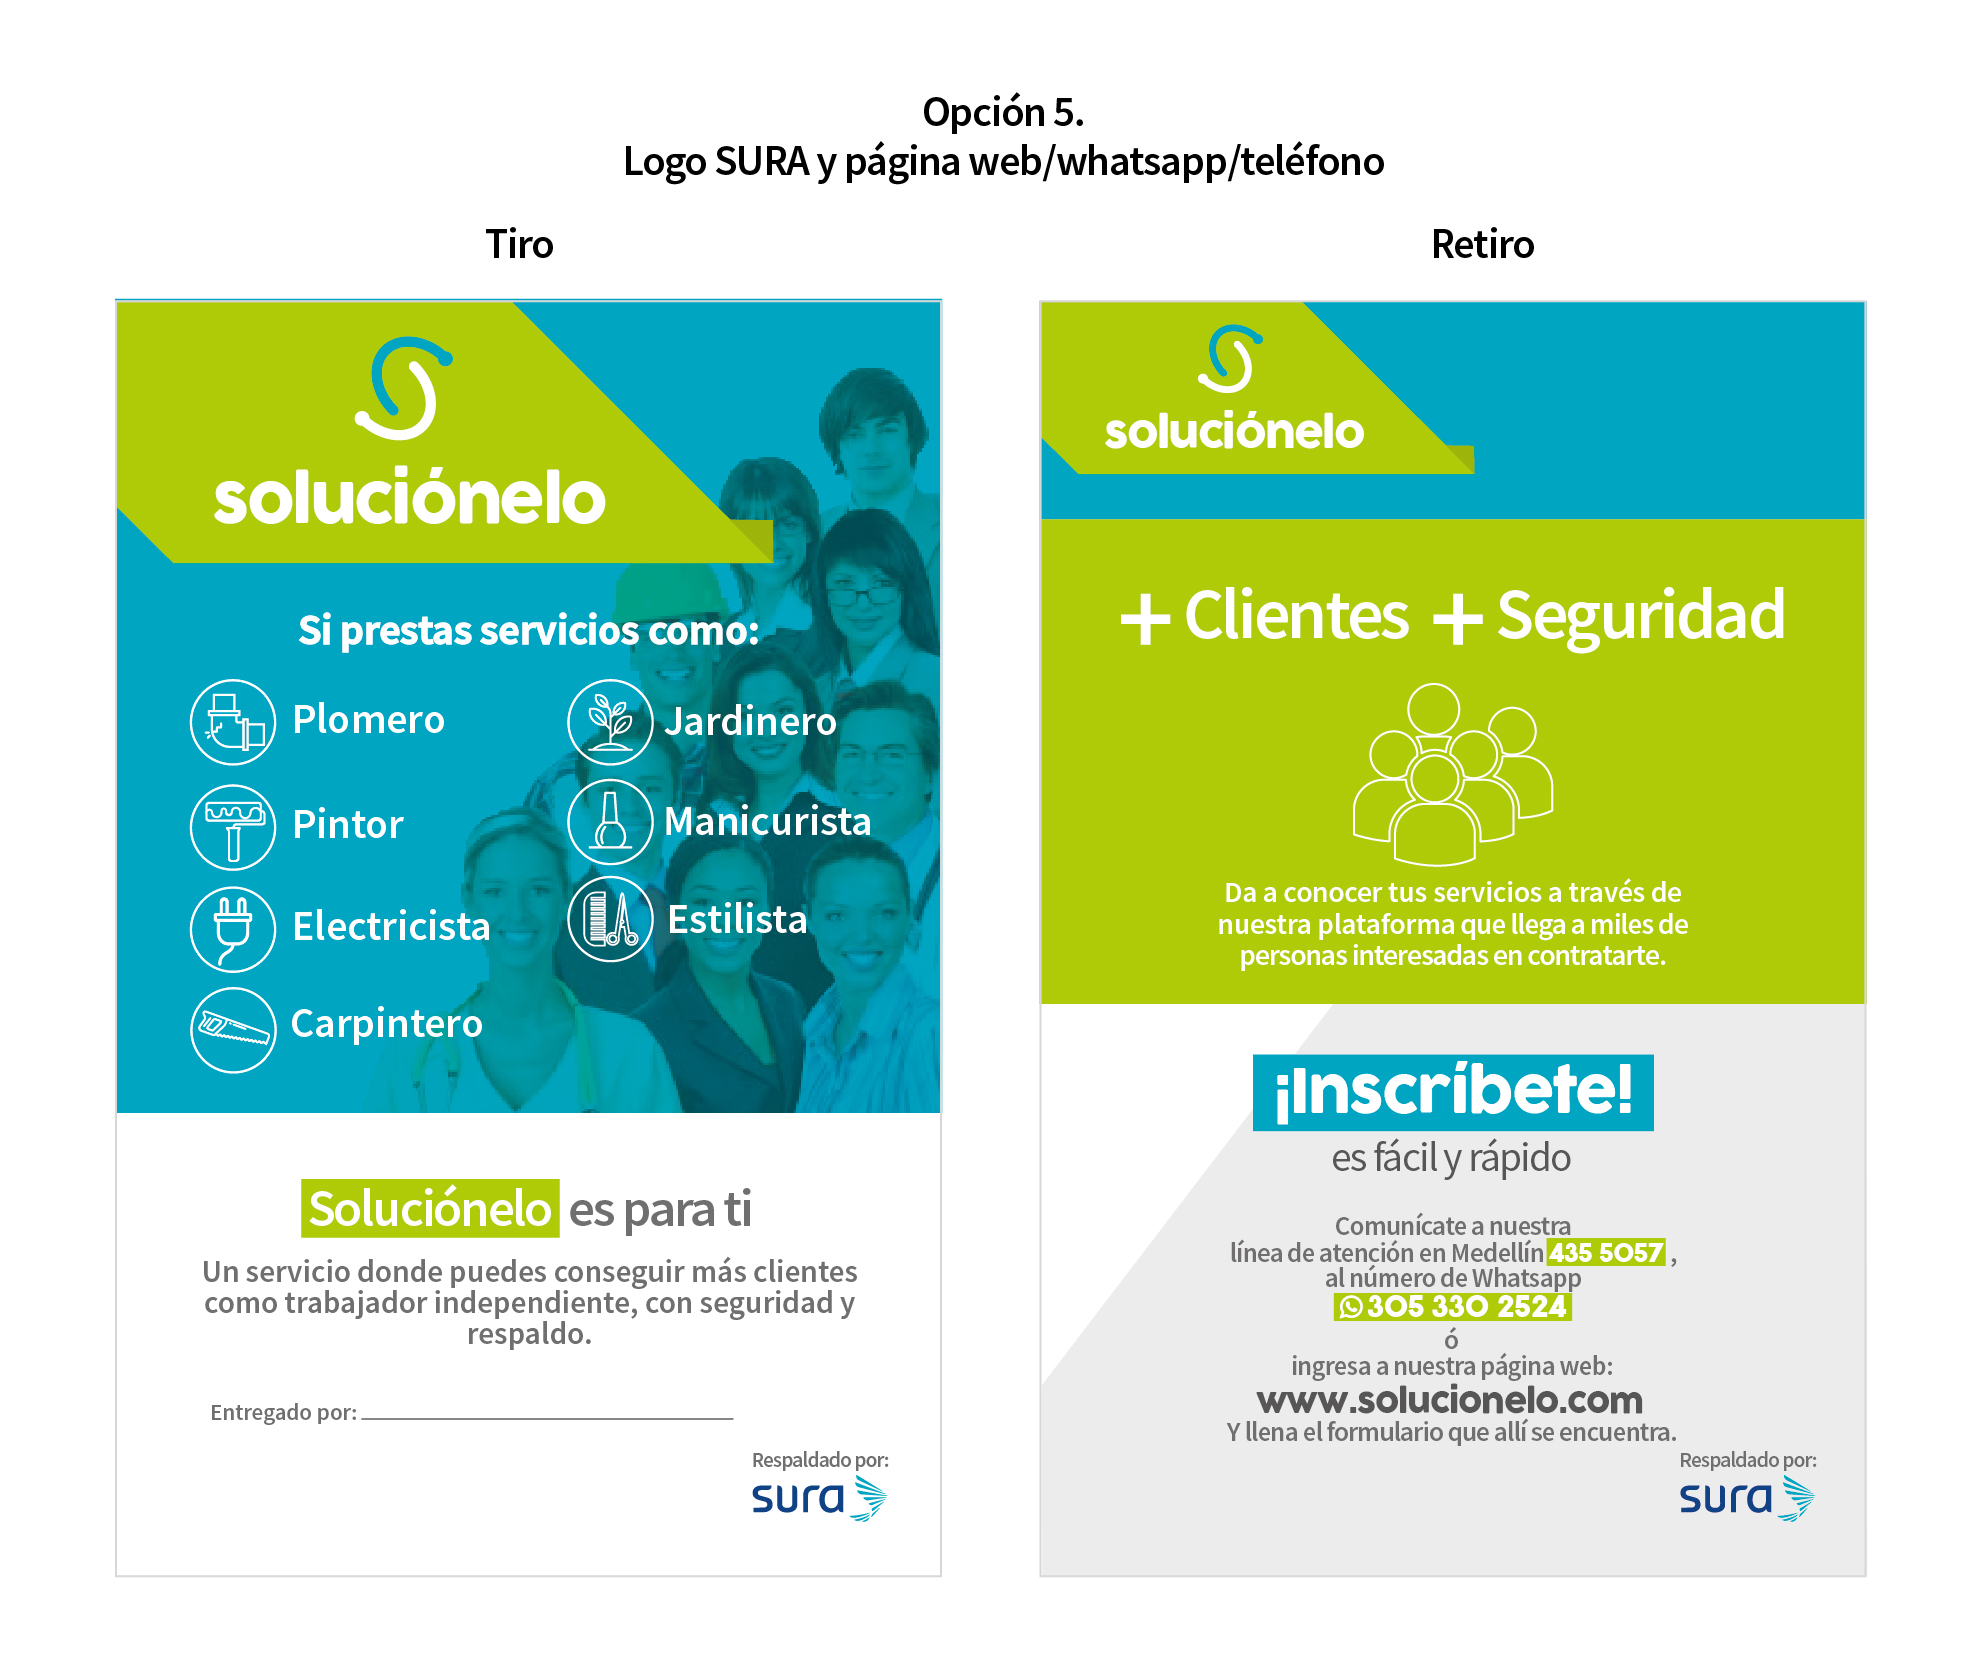 Opción 5.
Logo SURA y página web/whatsapp/teléfono
Tiro
soluciónelo
Si prestas servicios como:
Plomero
Pintor
Electricista
Carpintero
Jardinero
Manicurista
Estilista
Soluciónelo es para ti
Un servicio donde puedes conseguir más clientes
como trabajador independiente, con seguridad y
respaldo.
Entregado por:
Respaldado por:
sura
Retiro
soluciónelo
+ Clientes + Seguridad
Da a conocer tus servicios a través de
nuestra plataforma que llega a miles de
personas interesadas en contratarte.
¡Inscríbete!
es fácil y rápido
Comunícate a nuestra
línea de atención en Medellín 435 5057 ,
al número de Whatsapp
305 330 2524
ó
ingresa a nuestra página web:
www.solucionelo.com
Y llena el formulario que allí se encuentra.
Respaldado por:
sura